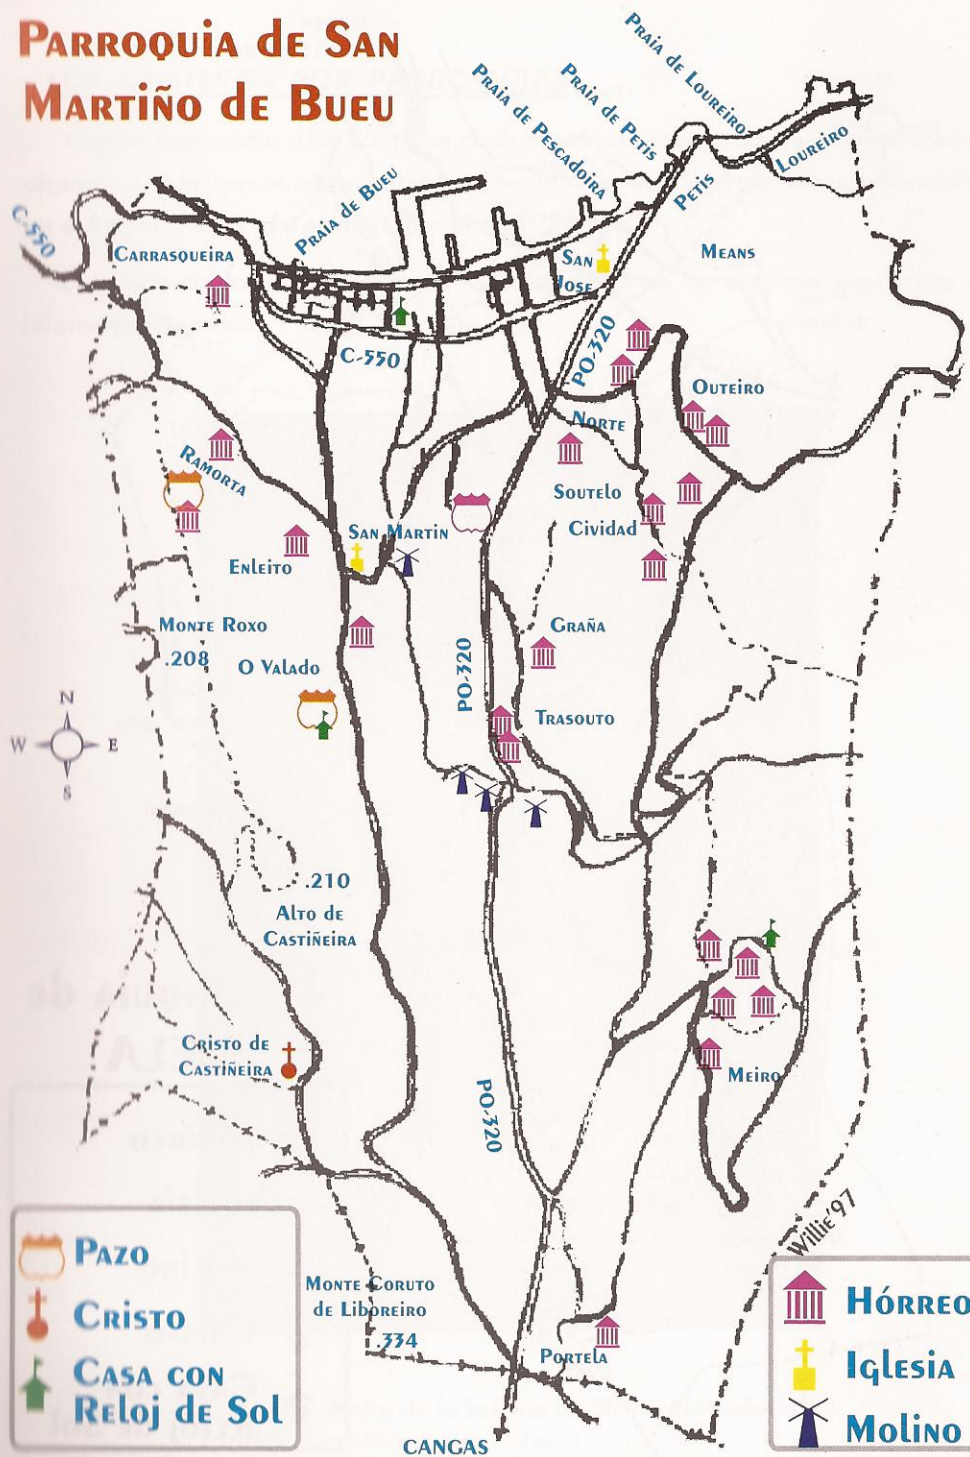 Parroquia de San
Martiño de Bueu
Praia de Loureiro
Praia de Petis
Praia de Pescadoira
Praia de Bueu
Loureiro
Petis
C-550
Carrasqueira
San
Jose
Means
PO-320
C-550
Outeiro
Norte
Ramorta
Soutelo
Cividad
San Martin
Enleito
Monte Roxo
.208
Graña
O Valado
PO-320
Trasouto
N
W
E
S
.210
Alto de
Castiñeira
Cristo de
Castiñeira
Meiro
PO-320
Willie'97
Monte Coruto
de Liboreiro
.334
Portela
Cangas
Pazo
Cristo
Casa con
Reloj de Sol
Hórreo
Iglesia
Molino